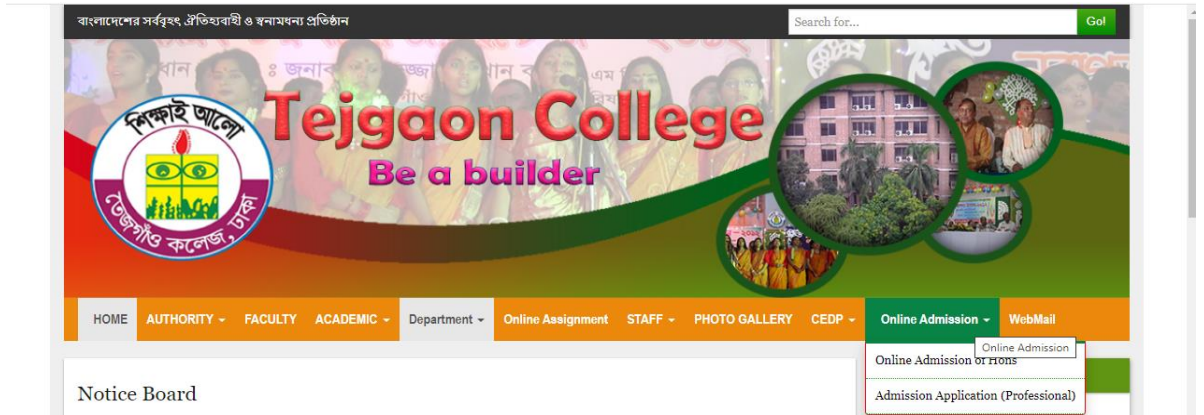 বাংলাদেশের সর্ববৃহৎ ঐতিহ্যবাহী ও স্বনামধন্য প্রতিষ্ঠান
Search for...
Go!
শিক্ষাই আলো
তেজগাঁও কলেজ, ঢাকা
Tejgaon College
Be a builder
HOME AUTHORITY FACULTY ACADEMIC Department Online Assignment STAFF PHOTO GALLERY CEDP Online Admission WebMail
Online Admission
Online Admission of Hons
Admission Application (Professional)
Notice Board